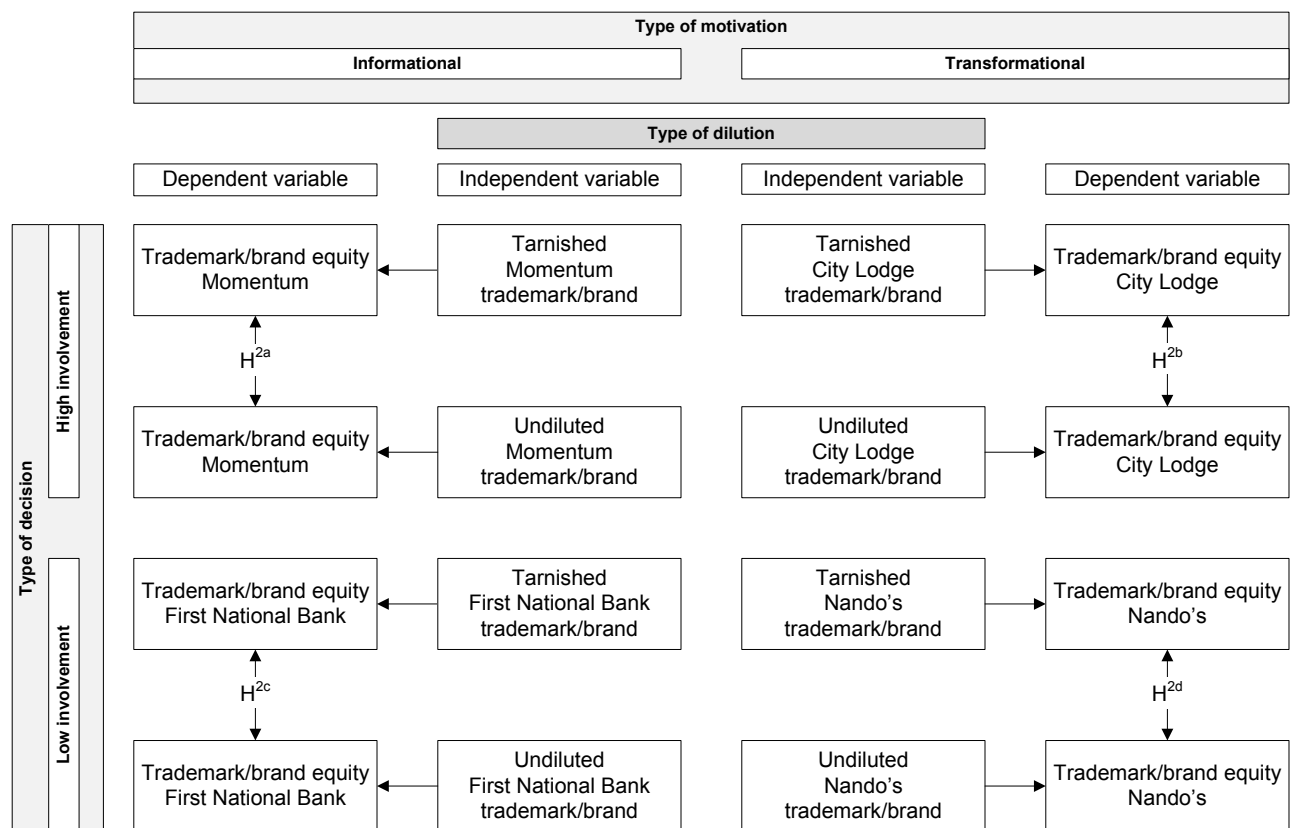 Type of motivation
Informational
Transformational
Type of dilution
Dependent variable
Independent variable
Independent variable
Dependent variable
Type of decision
High involvement
Trademark/brand equity
Momentum
Tarnished
Momentum
trademark/brand
Tarnished
City Lodge
trademark/brand
Trademark/brand equity
City Lodge
H2a
H2b
Trademark/brand equity
Momentum
Undiluted
Momentum
trademark/brand
Undiluted
City Lodge
trademark/brand
Trademark/brand equity
City Lodge
Low involvement
Trademark/brand equity
First National Bank
Tarnished
First National Bank
trademark/brand
Tarnished
Nando’s
trademark/brand
Trademark/brand equity
Nando’s
H2c
H2d
Trademark/brand equity
First National Bank
Undiluted
First National Bank
trademark/brand
Undiluted
Nando’s
trademark/brand
Trademark/brand equity
Nando’s